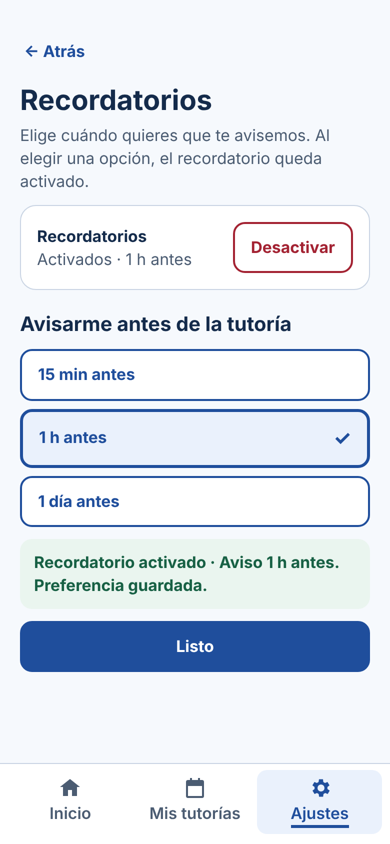 ← Atrás
Recordatorios
Elige cuándo quieres que te avisemos. Al
elegir una opción, el recordatorio queda
activado.
Recordatorios
Activados · 1 h antes
Desactivar
Avisarme antes de la tutoría
15 min antes
1 h antes
1 día antes
Recordatorio activado · Aviso 1 h antes.
Preferencia guardada.
Listo
Inicio
Mis tutorías
Ajustes